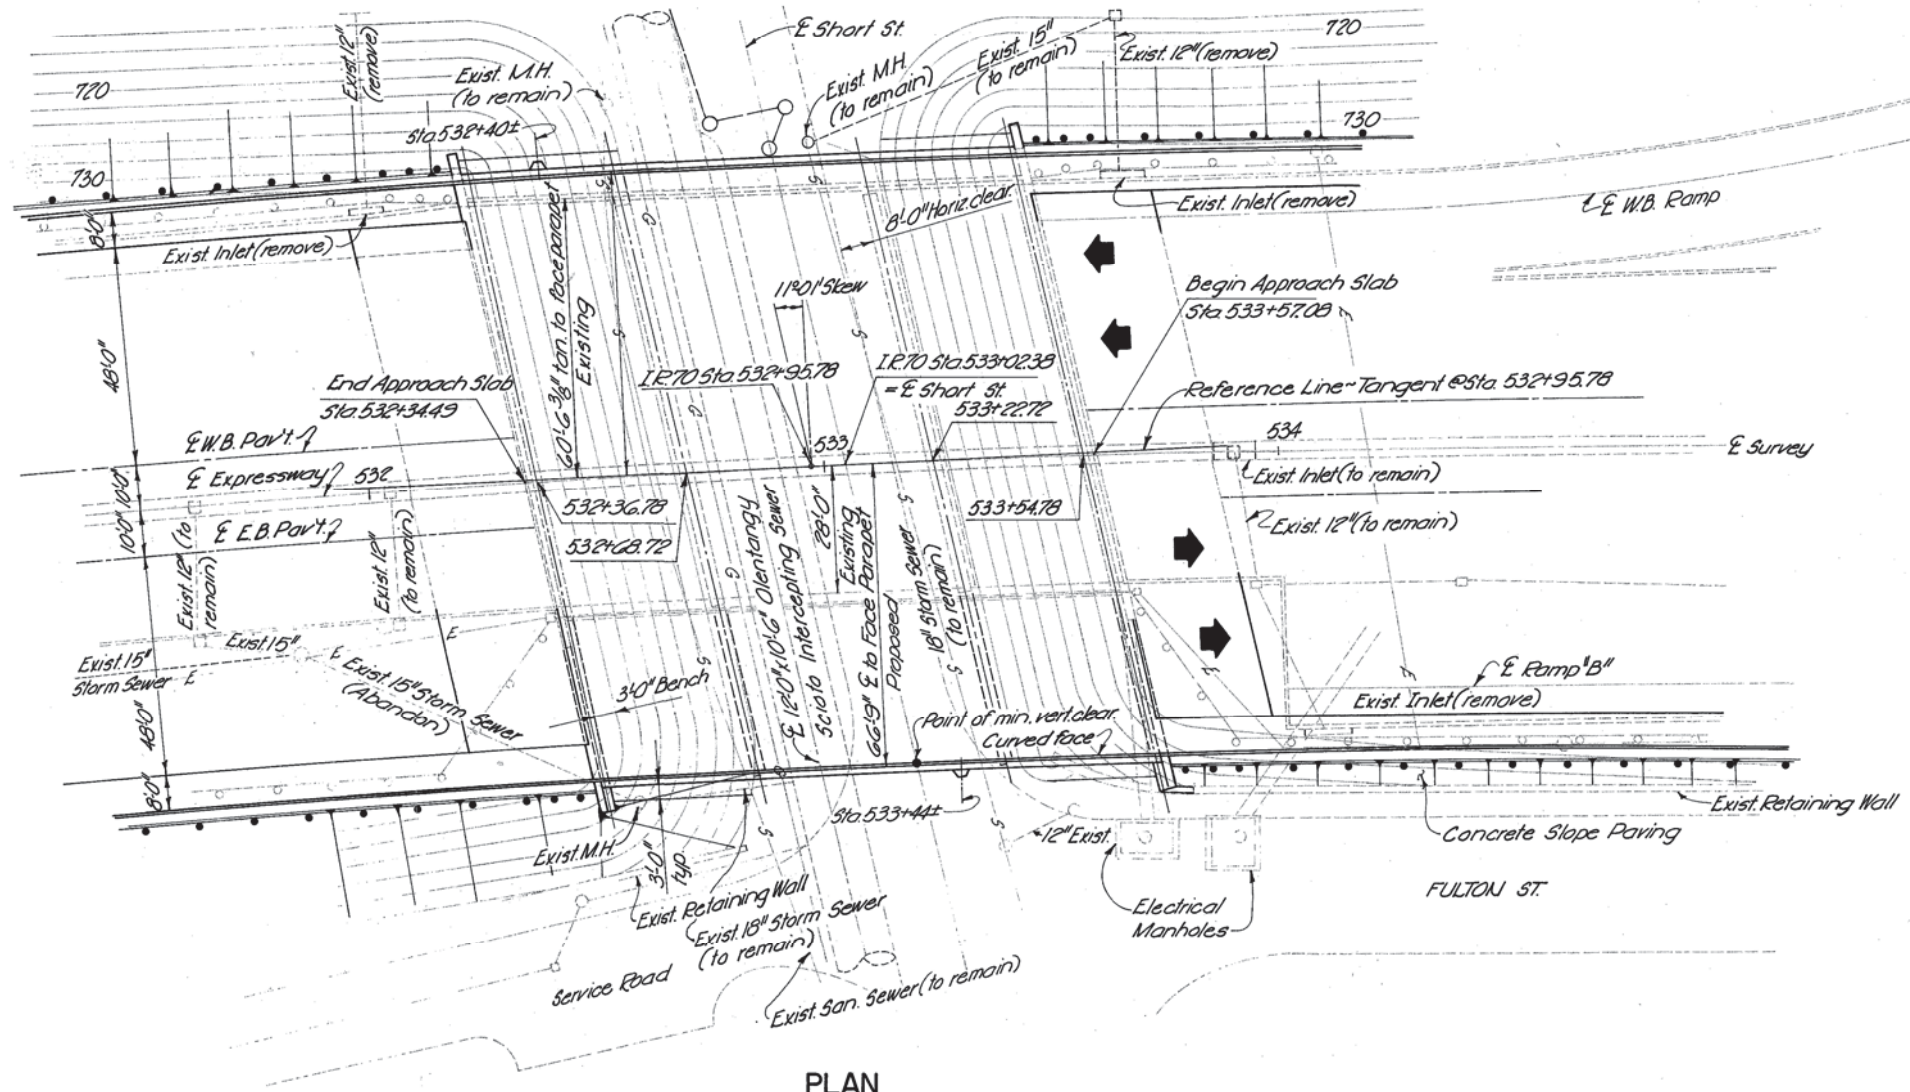 ℄ Short St.
720
Exist. 12"
(remove)
Exist. M.H.
(to remain)
Exist. M.H.
(to remain)
Exist. 15"
(to remain)
Exist. 12" (remove)
720
Sta. 532+40±
730
730
8'-0"
Exist. Inlet (remove)
60'-6 3/8" tan. to face parapet
Existing
8'-0" Horiz. clear.
Exist. Inlet (remove)
℄ W.B. Ramp
11°01' Skew
Begin Approach Slab
Sta. 533+57.08
48'-0"
End Approach Slab
Sta. 532+34.49
I.R. 70 Sta. 532+95.78
I.R. 70 Sta. 533+02.38
= ℄ Short St.
533+22.72
Reference Line~Tangent @ Sta. 532+95.78
℄ W.B. Pav't.
℄ Expressway
532
533
534
℄ Survey
10'-0"
10'-0"
℄ E.B. Pav't.
532+36.78
532+68.72
533+54.78
Exist. Inlet (to remain)
Exist. 12" (to remain)
Exist. 12" (to
remain)
Exist. 12"
(to remain)
℄ 12'-0"x10'-6" Olentangy
Scioto Intercepting Sewer
28'-0"
Existing
66'-9" ℄ to Face Parapet
Proposed
18" Storm Sewer
(to remain)
Exist. 15"
Storm Sewer
Exist. 15"
Exist. 15" Storm Sewer
(Abandon)
E
E
E
G
G
G
S
S
S
S
S
S
S
S
S
3'-0" Bench
℄ Ramp "B"
Exist. Inlet (remove)
48'-0"
8'-0"
Point of min. vert. clear.
Curved face
Sta. 533+44±
Exist. M.H.
3'-0"
typ.
12" Exist.
Exist. Retaining Wall
Concrete Slope Paving
FULTON ST.
Exist. Retaining Wall
Exist. 18" Storm Sewer
(to remain)
Electrical
Manholes
Service Road
Exist. San. Sewer (to remain)
PLAN